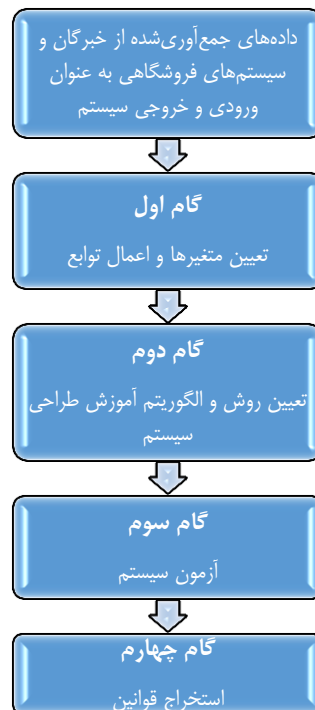 داده‌های جمع‌آوری‌شده از خبرگان و
سیستم‌های فروشگاهی به عنوان
ورودی و خروجی سیستم
گام اول
تعیین متغیرها و اعمال توابع
گام دوم
تعیین روش و الگوریتم آموزش طراحی
سیستم
گام سوم
آزمون سیستم
گام چهارم
استخراج قوانین